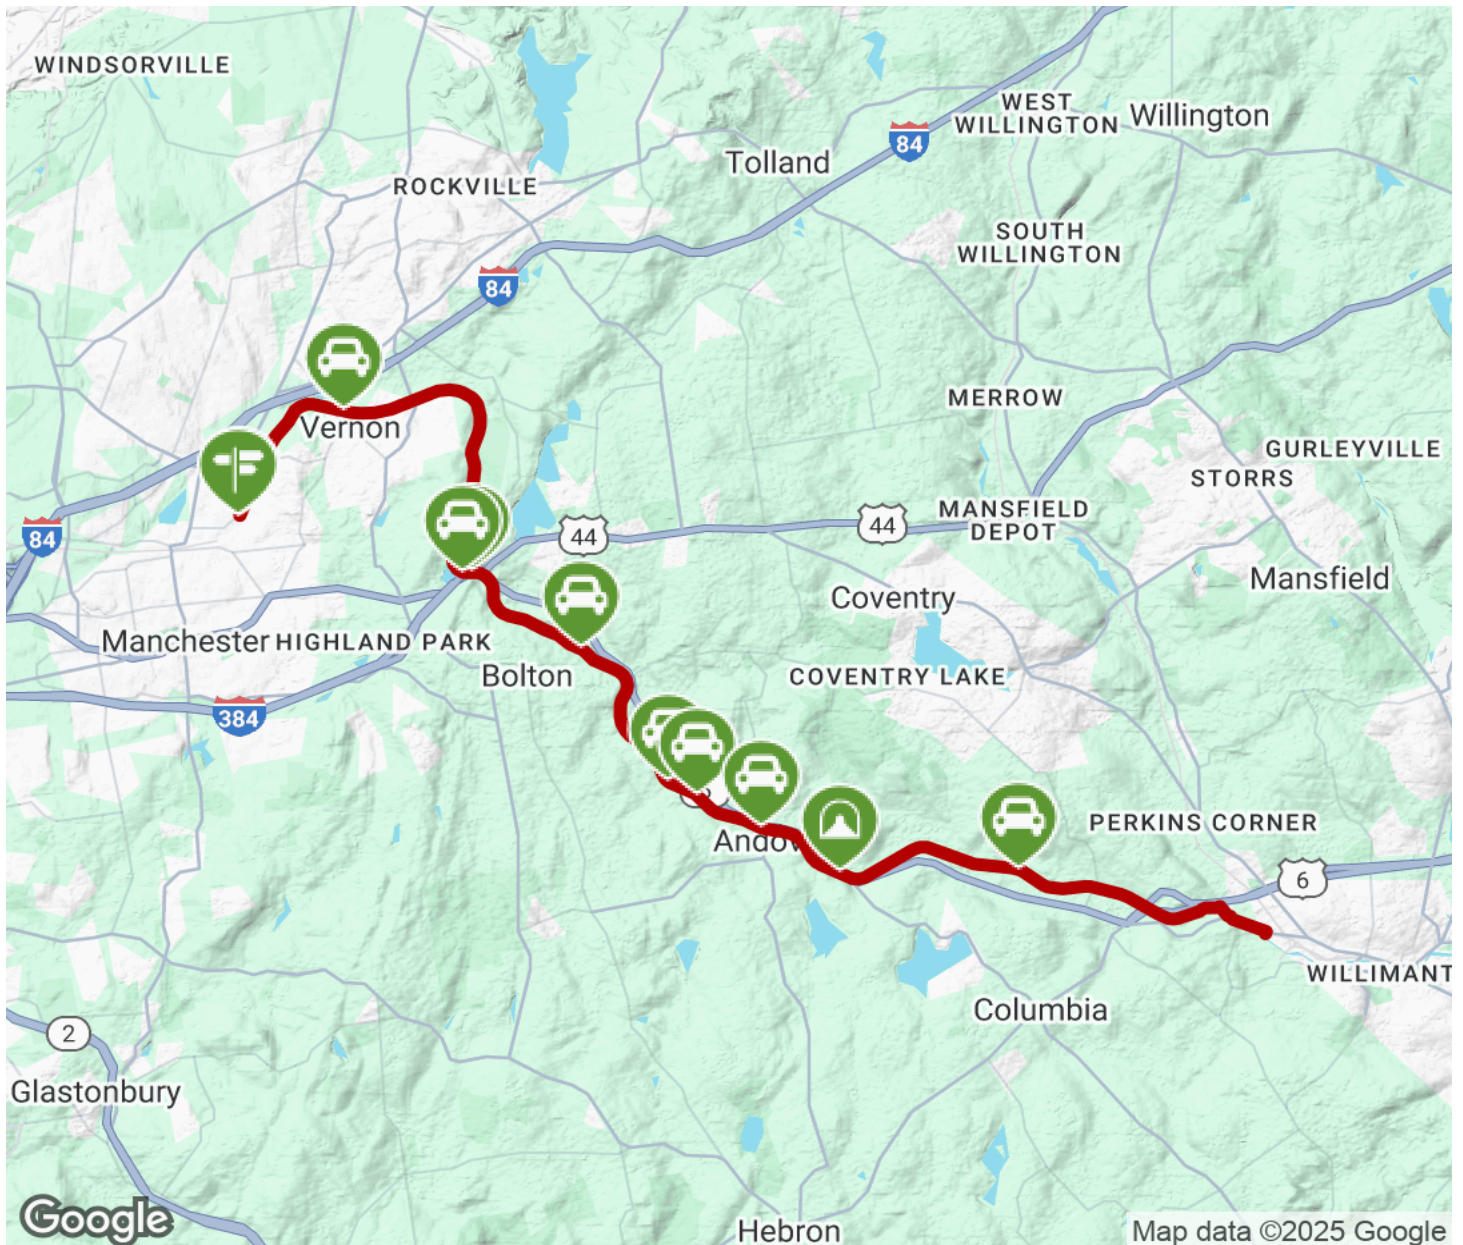 WINDSORVILLE
WEST
WILLINGTON
Willington
84
Tolland
ROCKVILLE
SOUTH
WILLINGTON
84
MERROW
Vernon
GURLEYVILLE
STORRS
MANSFIELD
DEPOT
44
44
84
Mansfield
Coventry
Manchester
HIGHLAND PARK
Bolton
COVENTRY LAKE
384
PERKINS CORNER
Andov
6
WILLIMANT
Columbia
2
Glastonbury
Hebron
Google
Map data ©2025 Google